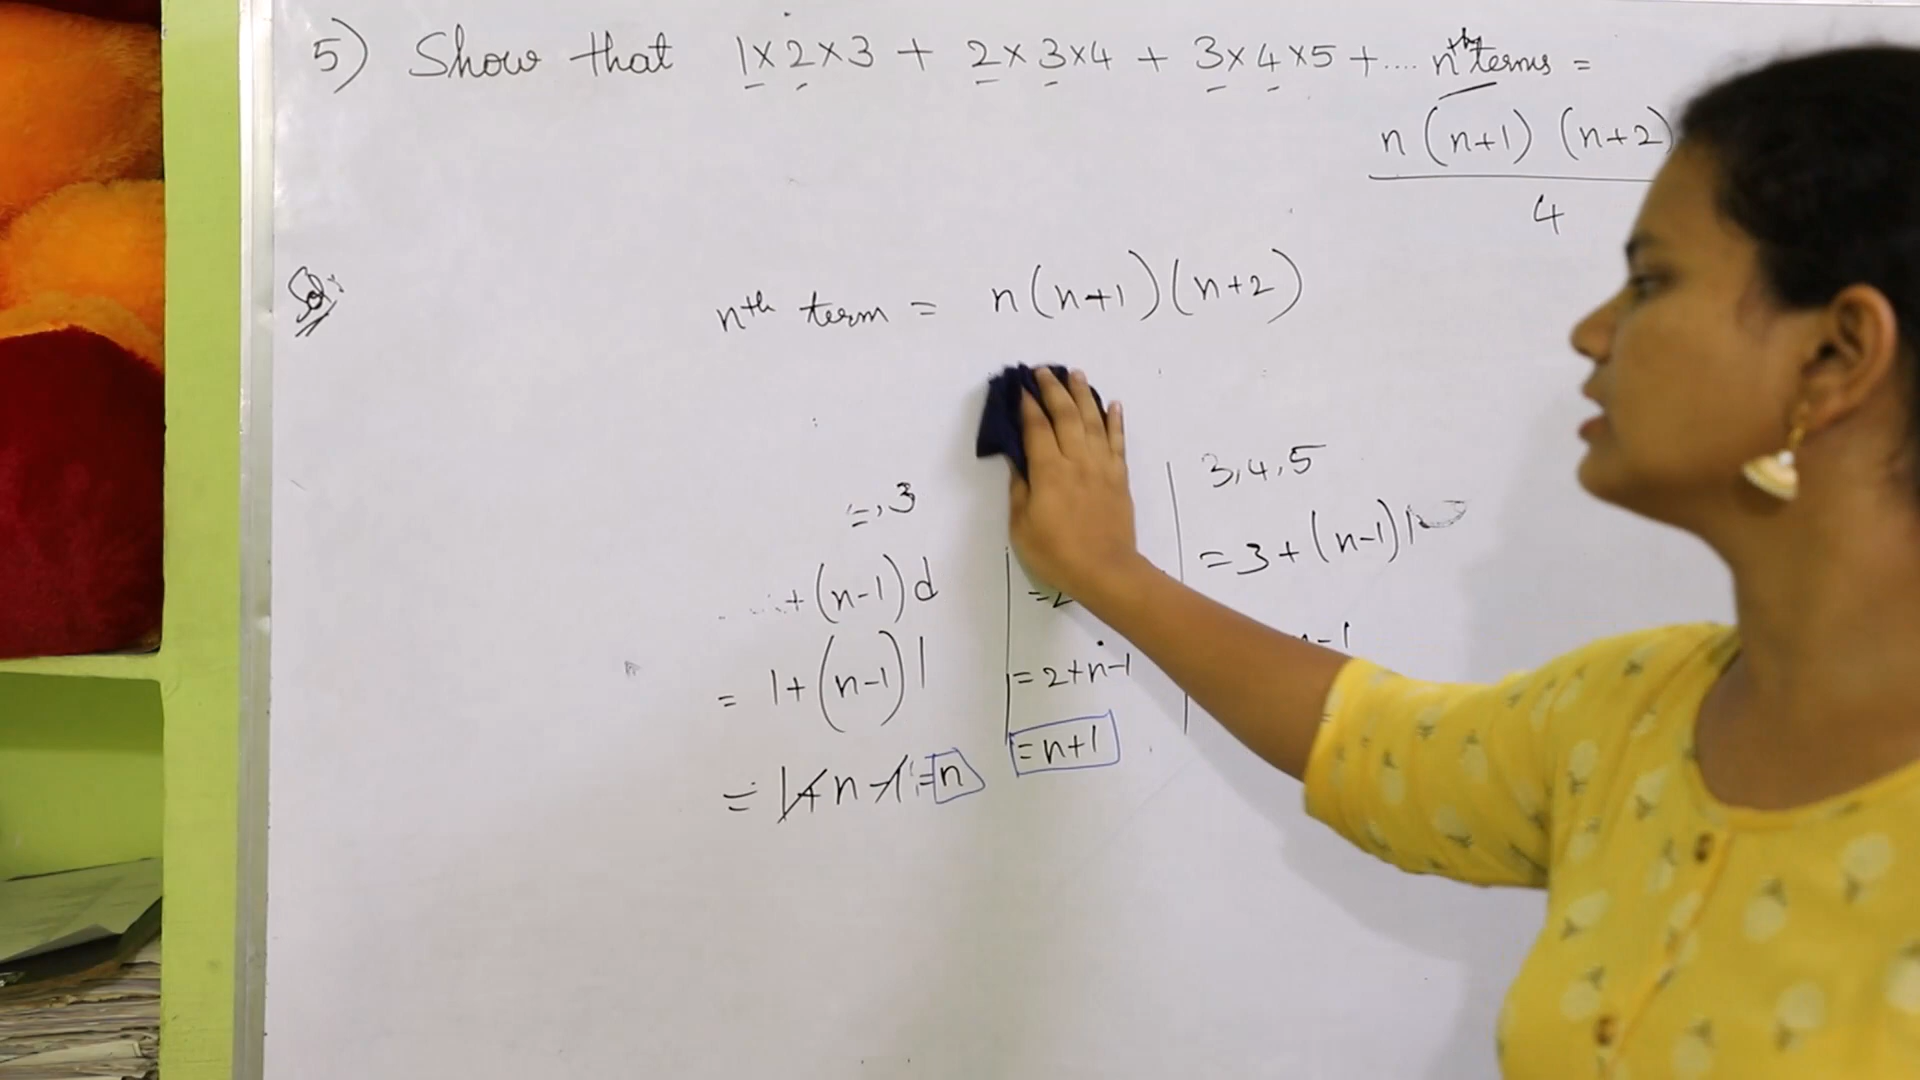 5) Show that 1×2×3 + 2×3×4 + 3×4×5 +.... nth terms =
n(n+1)(n+2)
4
Sol:
nth term = n(n+1)(n+2)
3,4,5
=,3
= 3+(n-1)1
+(n-1)d
=2
n-1
= 1+(n-1)1
= 2+n-1
= n+1
= 1+n-1 = n